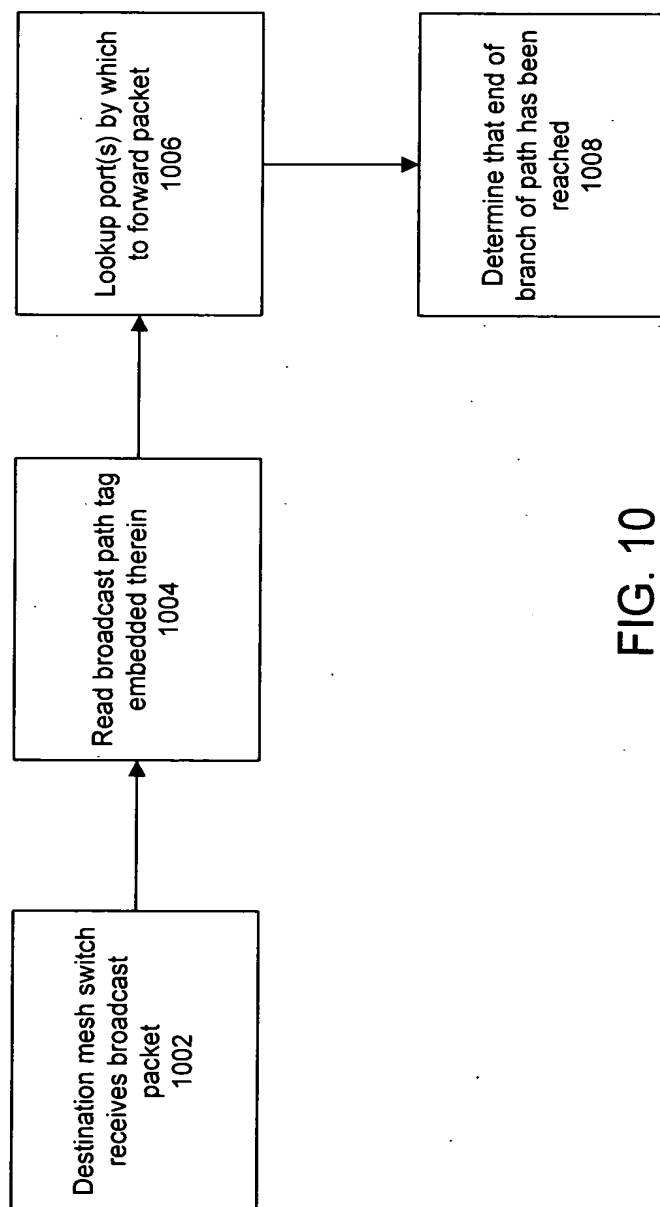 Destination mesh switch
receives broadcast
packet
1002
Read broadcast path tag
embedded therein
1004
Lookup port(s) by which
to forward packet
1006
Determine that end of
branch of path has been
reached
1008
FIG. 10